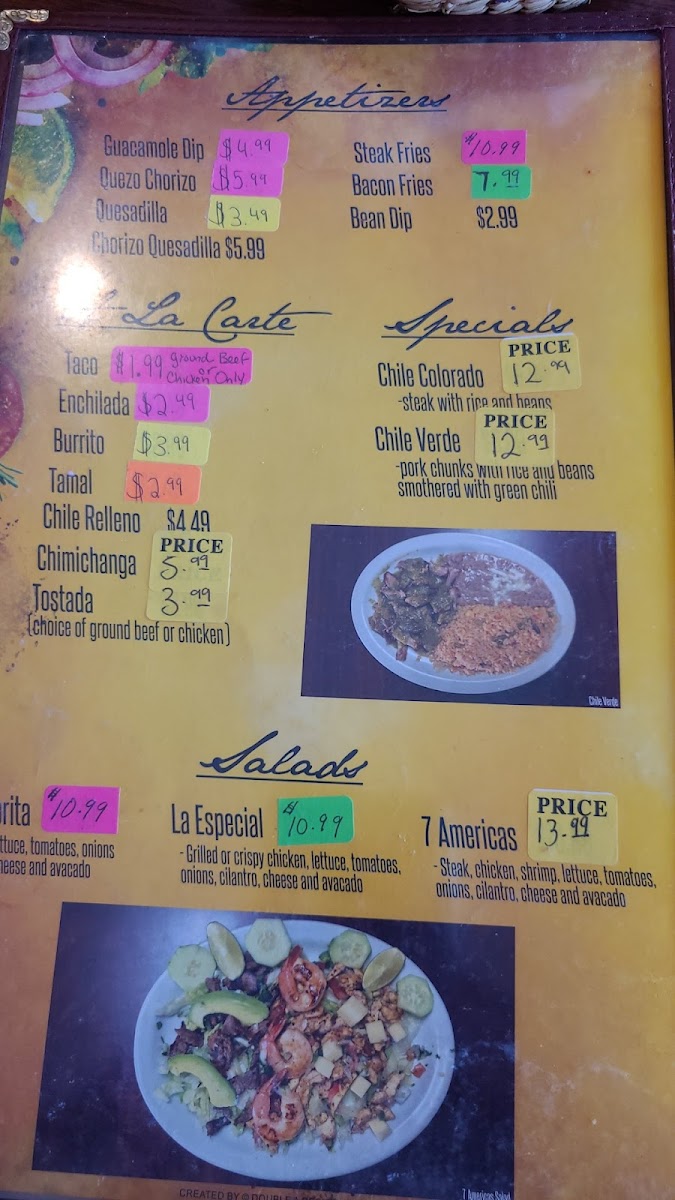 Appetizers
Guacamole Dip $4.99
Quezo Chorizo $5.99
Quesadilla $3.49
Chorizo Quesadilla $5.99
Steak Fries $10.99
Bacon Fries 7.99
Bean Dip $2.99
La Carte
Taco $1.99 Ground Beef
or
Chicken Only
Enchilada $2.49
Burrito $3.99
Tamal $2.99
Chile Relleno $4.49
PRICE
Chimichanga 5.99
Tostada 3.99
(choice of ground beef or chicken)
Specials
PRICE
Chile Colorado 12.99
-steak with rice and beans
PRICE
Chile Verde 12.99
-pork chunks with rice and beans
smothered with green chili
Chile Verde
Salads
rita $10.99
ttuce, tomatoes, onions
heese and avacado
La Especial $10.99
- Grilled or crispy chicken, lettuce, tomatoes,
onions, cilantro, cheese and avacado
PRICE
7 Americas 13.99
- Steak, chicken, shrimp, lettuce, tomatoes,
onions, cilantro, cheese and avacado
7 Americas Salad
CREATED BY @